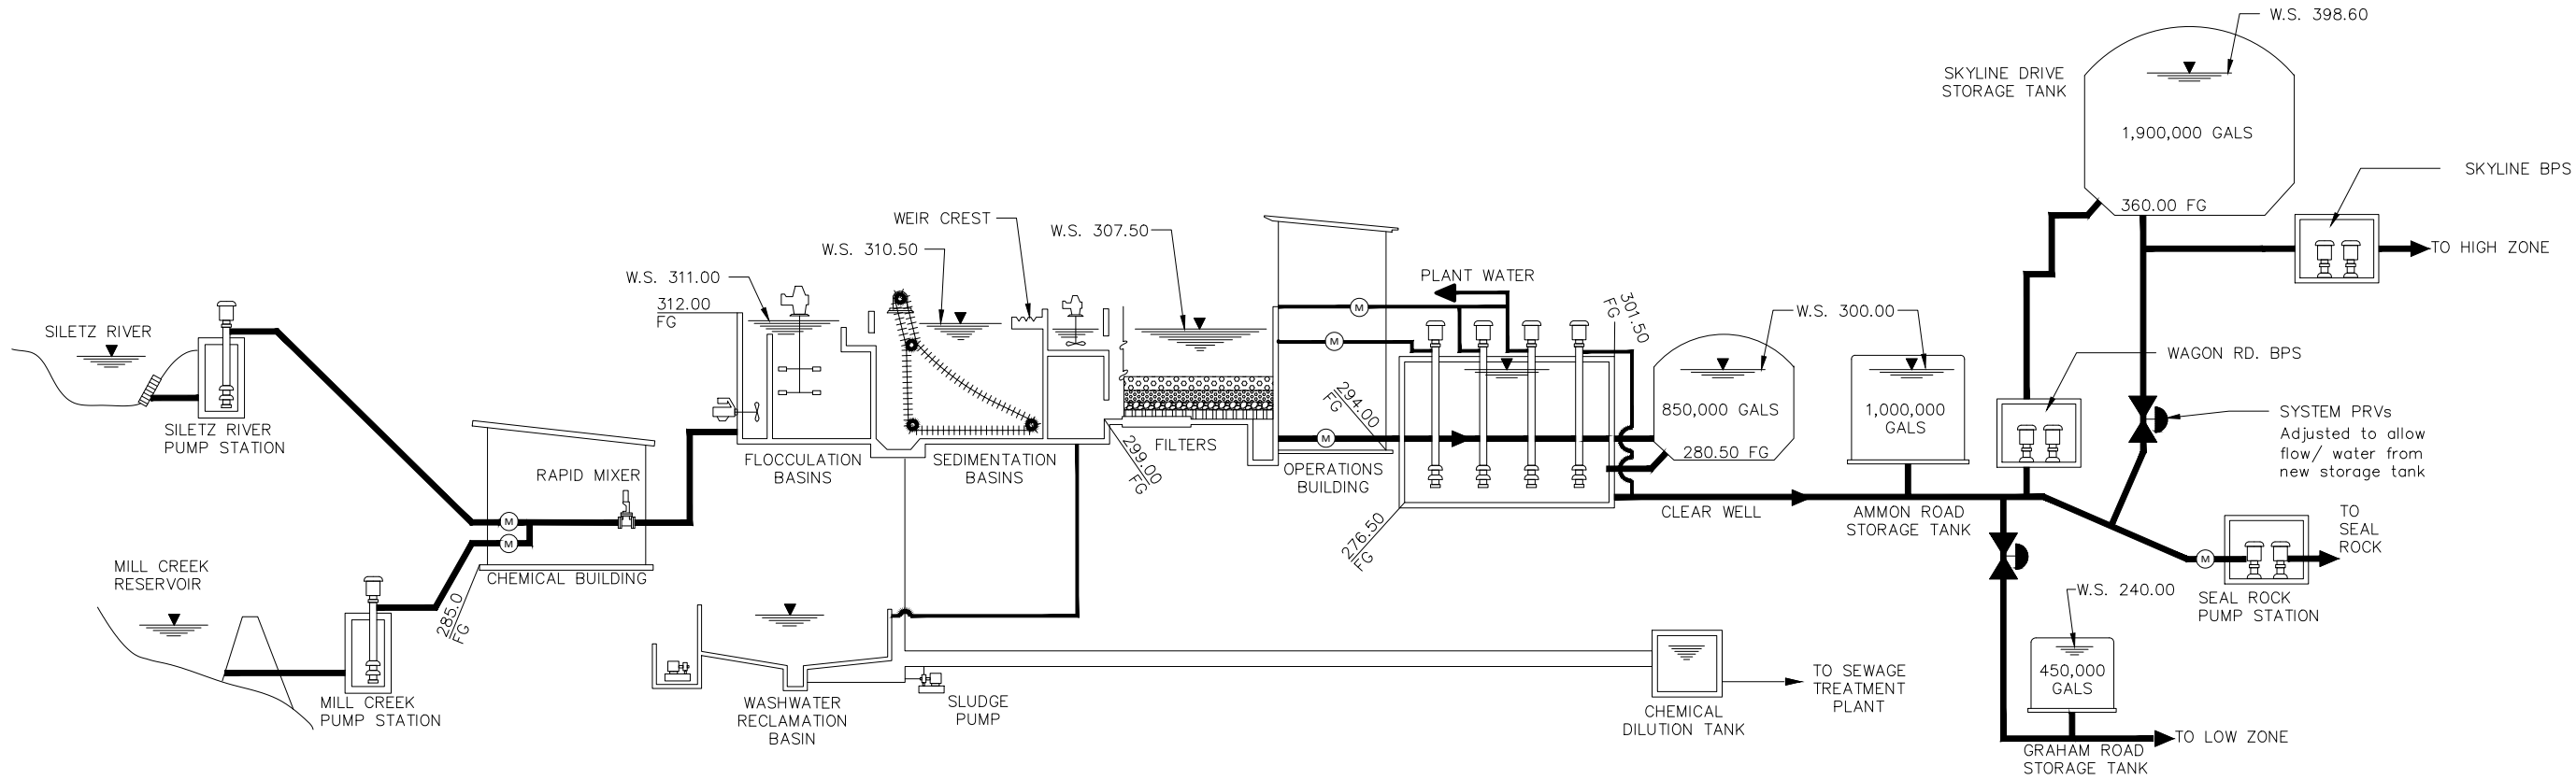 W.S. 398.60
SKYLINE DRIVE
STORAGE TANK
1,900,000 GALS
SKYLINE BPS
360.00 FG
TO HIGH ZONE
WEIR CREST
W.S. 307.50
W.S. 310.50
W.S. 311.00
312.00
FG
PLANT WATER
301.50
FG
W.S. 300.00
SILETZ RIVER
SILETZ RIVER
PUMP STATION
M
M
M
294.00
FG
850,000 GALS
280.50 FG
1,000,000
GALS
WAGON RD. BPS
SYSTEM PRVs
Adjusted to allow
flow/ water from
new storage tank
FLOCCULATION
BASINS
SEDIMENTATION
BASINS
299.00
FG
FILTERS
OPERATIONS
BUILDING
RAPID MIXER
M
M
CHEMICAL BUILDING
285.0
FG
276.50
FG
CLEAR WELL
AMMON ROAD
STORAGE TANK
TO
SEAL
ROCK
M
SEAL ROCK
PUMP STATION
MILL CREEK
RESERVOIR
MILL CREEK
PUMP STATION
WASHWATER
RECLAMATION
BASIN
SLUDGE
PUMP
CHEMICAL
DILUTION TANK
TO SEWAGE
TREATMENT
PLANT
W.S. 240.00
450,000
GALS
TO LOW ZONE
GRAHAM ROAD
STORAGE TANK